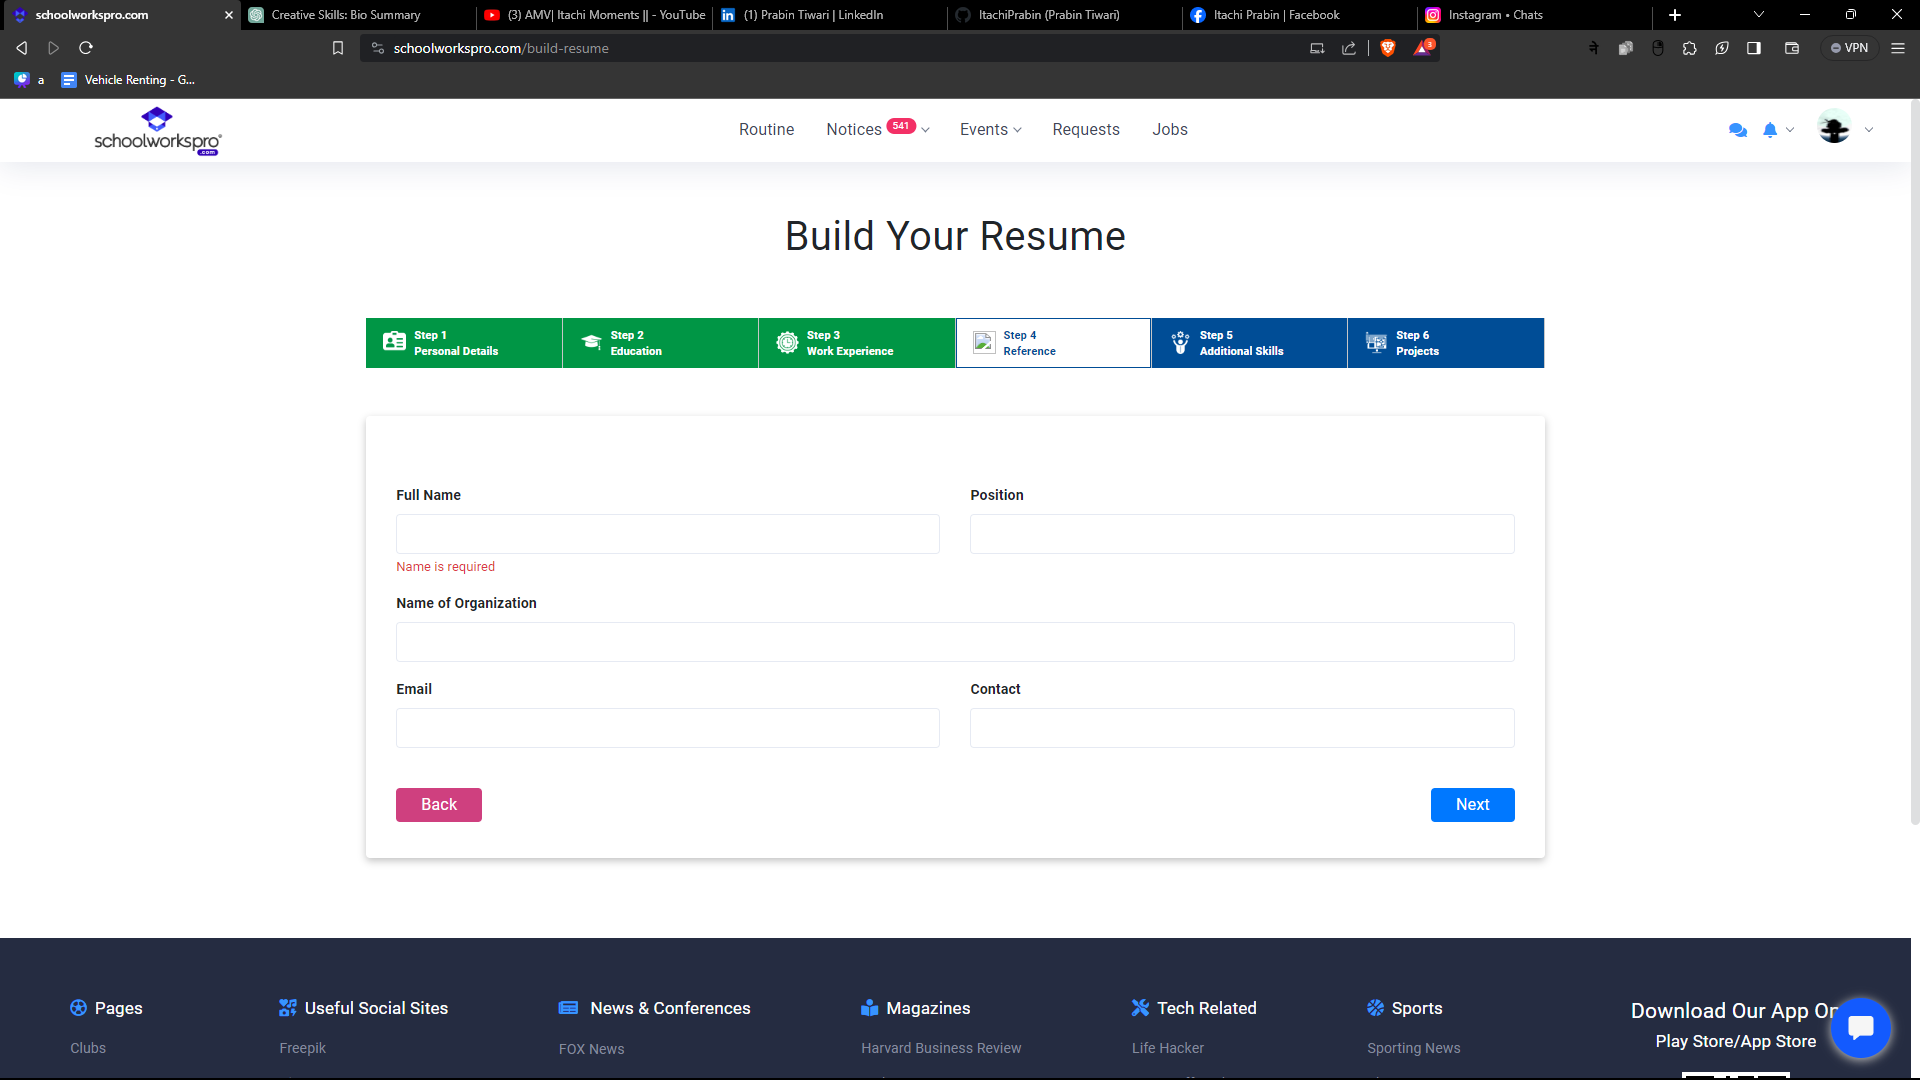 schoolworkspro.com
Creative Skills: Bio Summary
(3) AMV| Itachi Moments || - YouTube
(1) Prabin Tiwari | LinkedIn
ItachiPrabin (Prabin Tiwari)
Itachi Prabin | Facebook
Instagram • Chats
schoolworkspro.com/build-resume
3
VPN
a
Vehicle Renting - G...
schoolworkspro
.com
Routine
Notices 541
Events
Requests
Jobs
Build Your Resume
Step 1
Personal Details
Step 2
Education
Step 3
Work Experience
Step 4
Reference
Step 5
Additional Skills
Step 6
Projects
Full Name
Position
Name is required
Name of Organization
Email
Contact
Back
Next
Pages
Useful Social Sites
News & Conferences
Magazines
Tech Related
Sports
Download Our App On
Play Store/App Store
Clubs
Freepik
FOX News
Harvard Business Review
Life Hacker
Sporting News